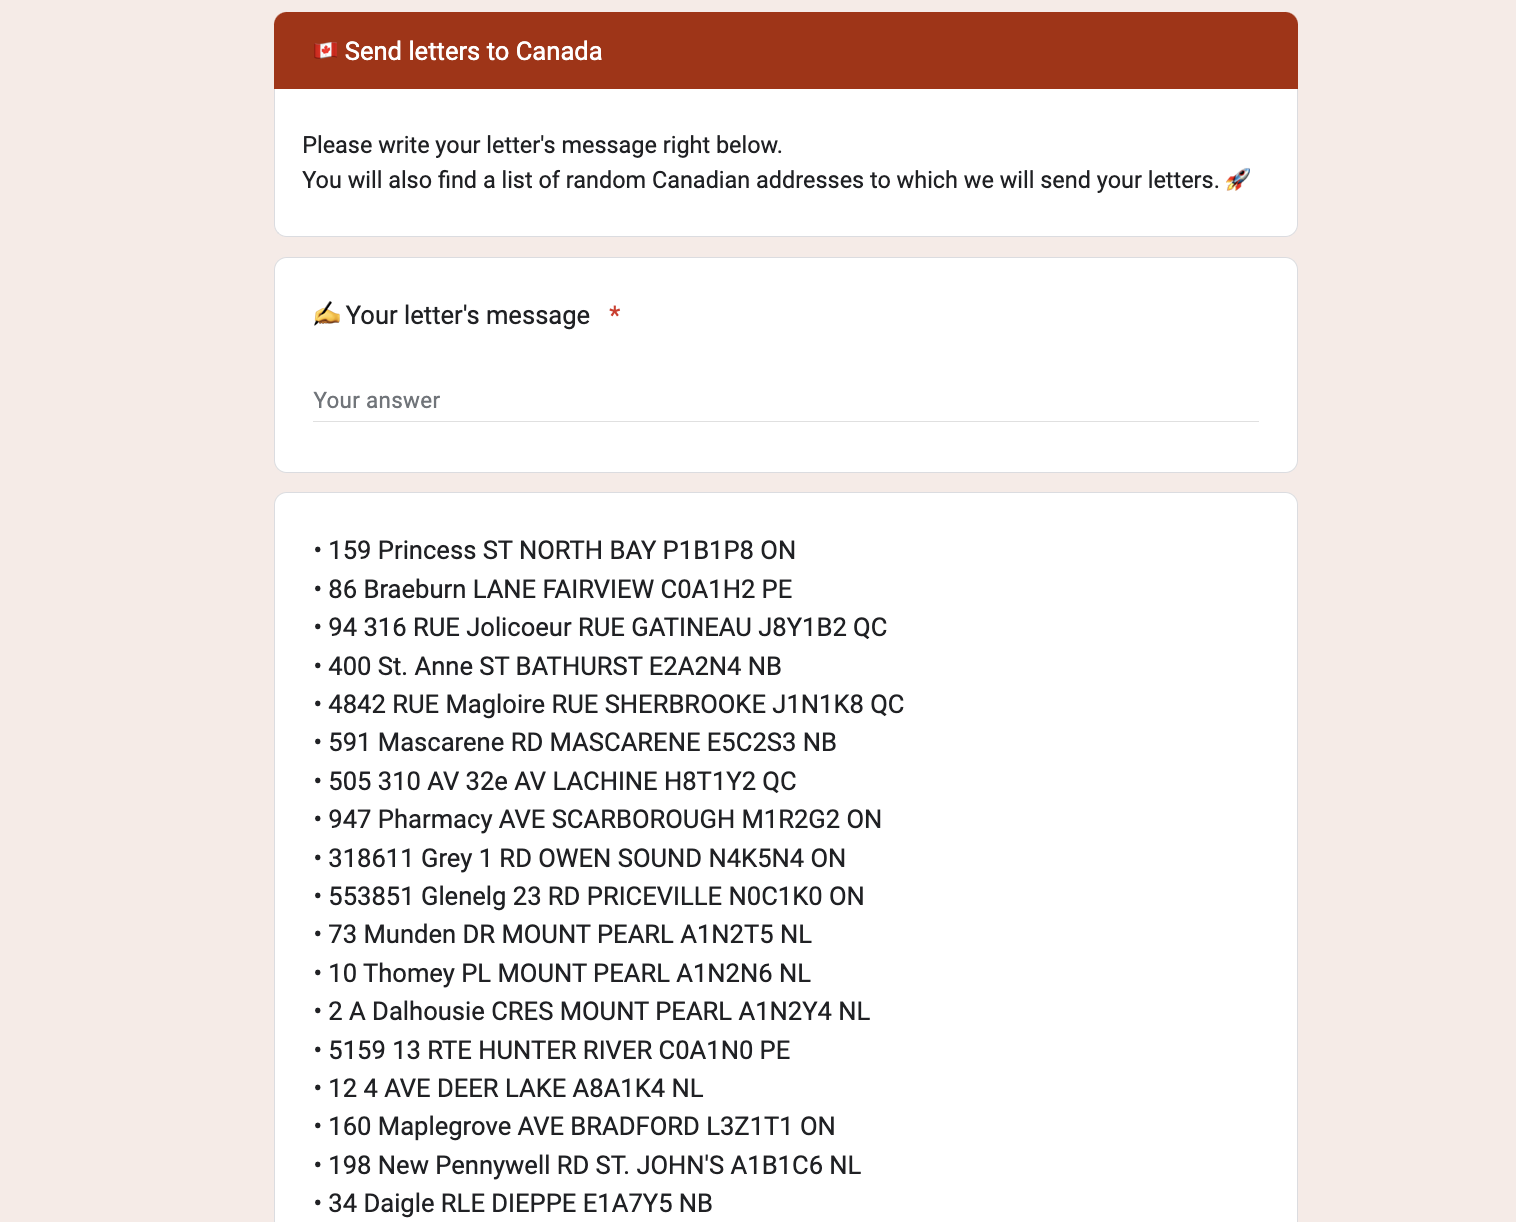 🇨🇦 Send letters to Canada
Please write your letter's message right below.
You will also find a list of random Canadian addresses to which we will send your letters. 🚀
✍️ Your letter's message *
Your answer
• 159 Princess ST NORTH BAY P1B1P8 ON
• 86 Braeburn LANE FAIRVIEW C0A1H2 PE
• 94 316 RUE Jolicoeur RUE GATINEAU J8Y1B2 QC
• 400 St. Anne ST BATHURST E2A2N4 NB
• 4842 RUE Magloire RUE SHERBROOKE J1N1K8 QC
• 591 Mascarene RD MASCARENE E5C2S3 NB
• 505 310 AV 32e AV LACHINE H8T1Y2 QC
• 947 Pharmacy AVE SCARBOROUGH M1R2G2 ON
• 318611 Grey 1 RD OWEN SOUND N4K5N4 ON
• 553851 Glenelg 23 RD PRICEVILLE N0C1K0 ON
• 73 Munden DR MOUNT PEARL A1N2T5 NL
• 10 Thomey PL MOUNT PEARL A1N2N6 NL
• 2 A Dalhousie CRES MOUNT PEARL A1N2Y4 NL
• 5159 13 RTE HUNTER RIVER C0A1N0 PE
• 12 4 AVE DEER LAKE A8A1K4 NL
• 160 Maplegrove AVE BRADFORD L3Z1T1 ON
• 198 New Pennywell RD ST. JOHN'S A1B1C6 NL
• 34 Daigle RLE DIEPPE E1A7Y5 NB